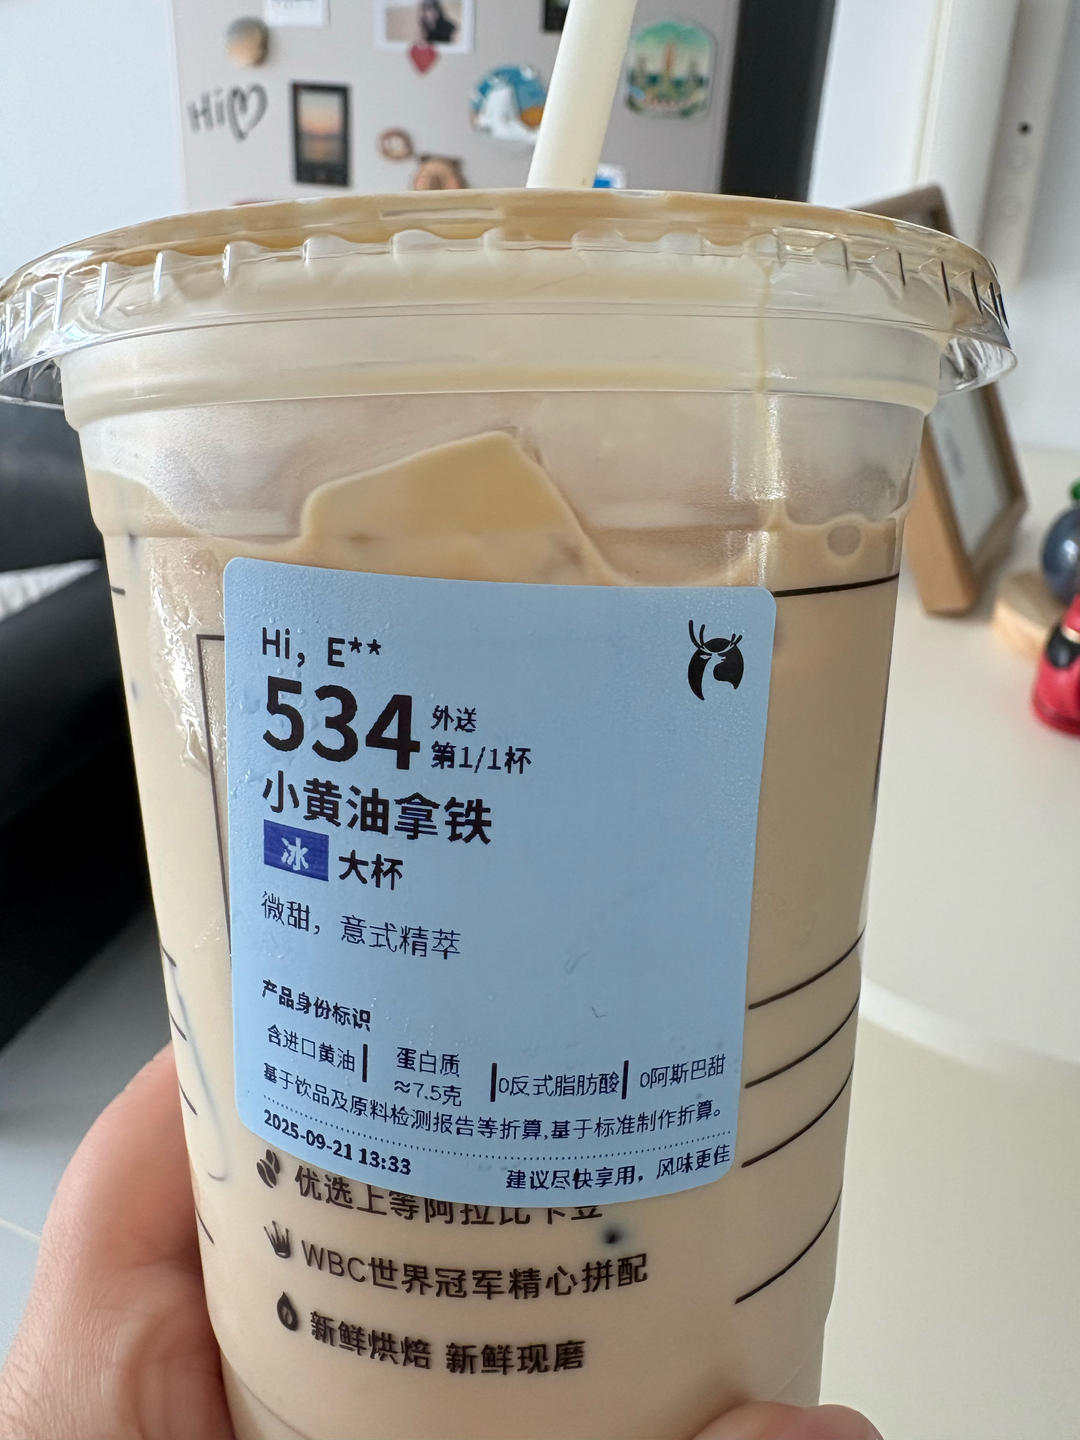 Hi
Hi，E**
534 外送
第1/1杯
小黄油拿铁
冰 大杯
微甜，意式精萃
产品身份标识
含进口黄油 | 蛋白质 ≈7.5克 | 0反式脂肪酸 | 0阿斯巴甜
基于饮品及原料检测报告等折算,基于标准制作折算。
2025-09-21 13:33
建议尽快享用，风味更佳
优选上等阿拉比卡豆
WBC世界冠军精心拼配
新鲜烘焙 新鲜现磨